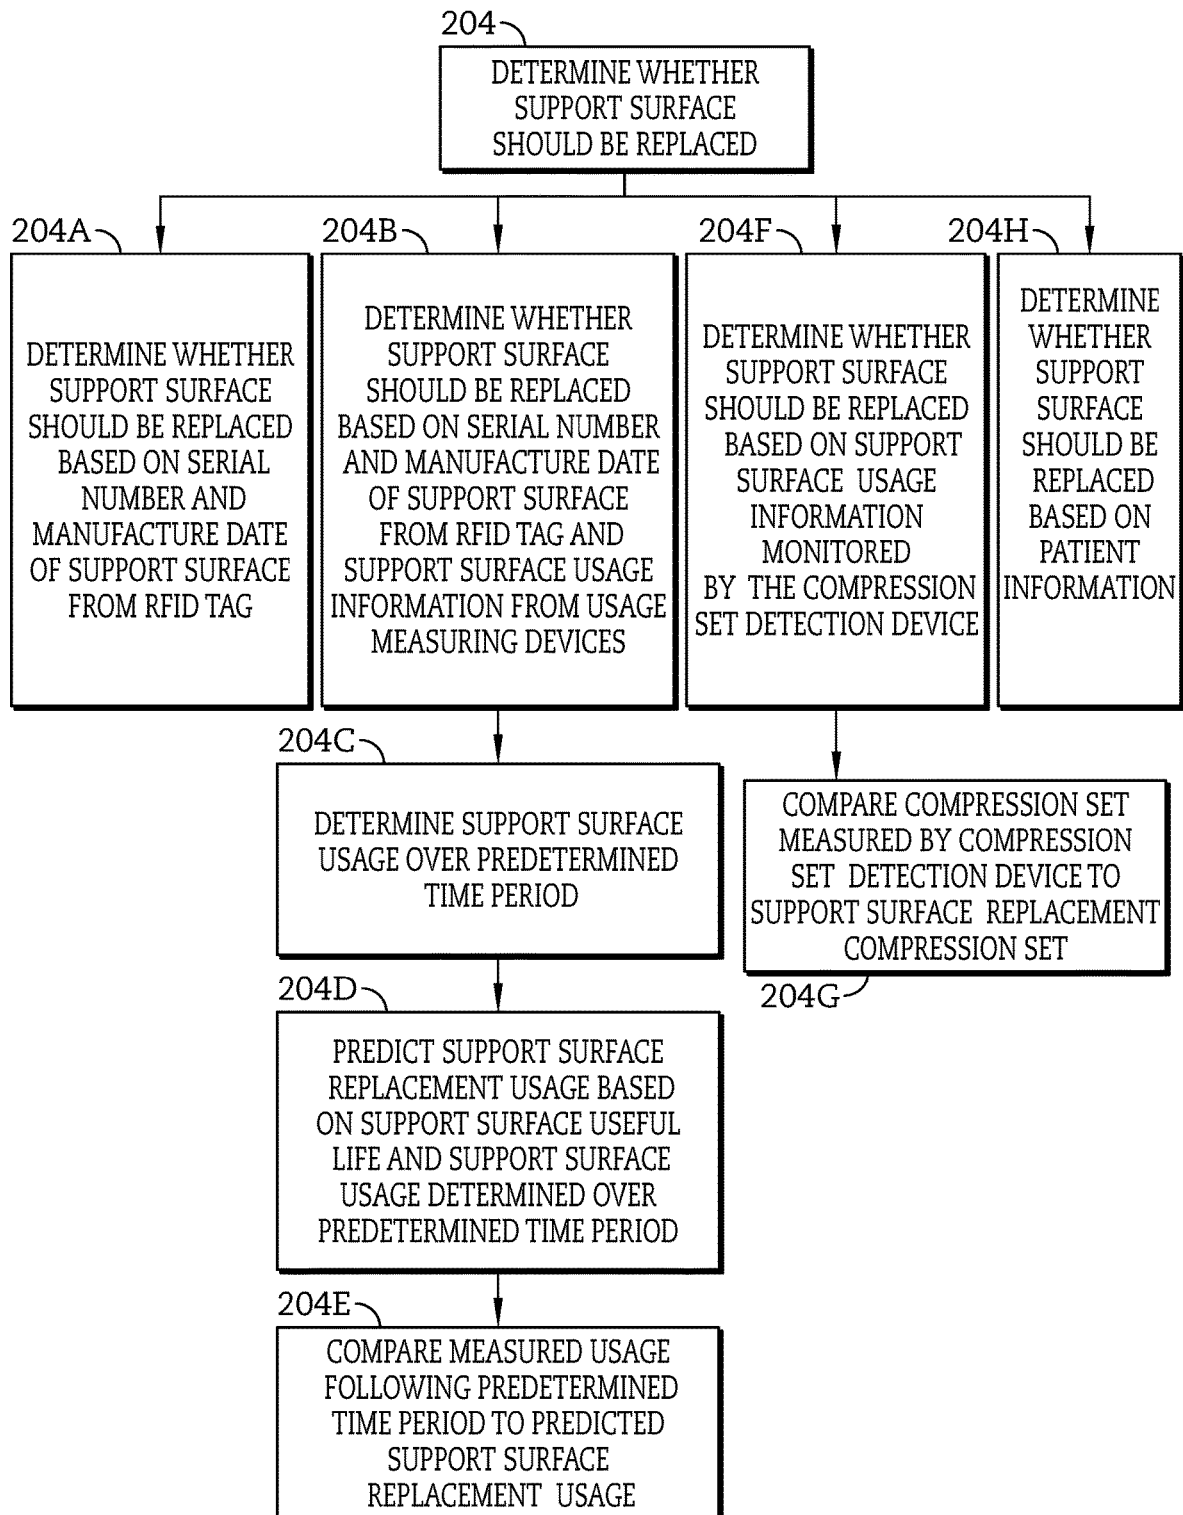 204
DETERMINE WHETHER
SUPPORT SURFACE
SHOULD BE REPLACED
204A
DETERMINE WHETHER
SUPPORT SURFACE
SHOULD BE REPLACED
BASED ON SERIAL
NUMBER AND
MANUFACTURE DATE
OF SUPPORT SURFACE
FROM RFID TAG
204B
DETERMINE WHETHER
SUPPORT SURFACE
SHOULD BE REPLACED
BASED ON SERIAL NUMBER
AND MANUFACTURE DATE
OF SUPPORT SURFACE
FROM RFID TAG AND
SUPPORT SURFACE USAGE
INFORMATION FROM USAGE
MEASURING DEVICES
204F
DETERMINE WHETHER
SUPPORT SURFACE
SHOULD BE REPLACED
BASED ON SUPPORT
SURFACE USAGE
INFORMATION
MONITORED
BY THE COMPRESSION
SET DETECTION DEVICE
204H
DETERMINE
WHETHER
SUPPORT
SURFACE
SHOULD BE
REPLACED
BASED ON
PATIENT
INFORMATION
204C
DETERMINE SUPPORT SURFACE
USAGE OVER PREDETERMINED
TIME PERIOD
COMPARE COMPRESSION SET
MEASURED BY COMPRESSION
SET DETECTION DEVICE TO
SUPPORT SURFACE REPLACEMENT
COMPRESSION SET
204G
204D
PREDICT SUPPORT SURFACE
REPLACEMENT USAGE BASED
ON SUPPORT SURFACE USEFUL
LIFE AND SUPPORT SURFACE
USAGE DETERMINED OVER
PREDETERMINED TIME PERIOD
204E
COMPARE MEASURED USAGE
FOLLOWING PREDETERMINED
TIME PERIOD TO PREDICTED
SUPPORT SURFACE
REPLACEMENT USAGE